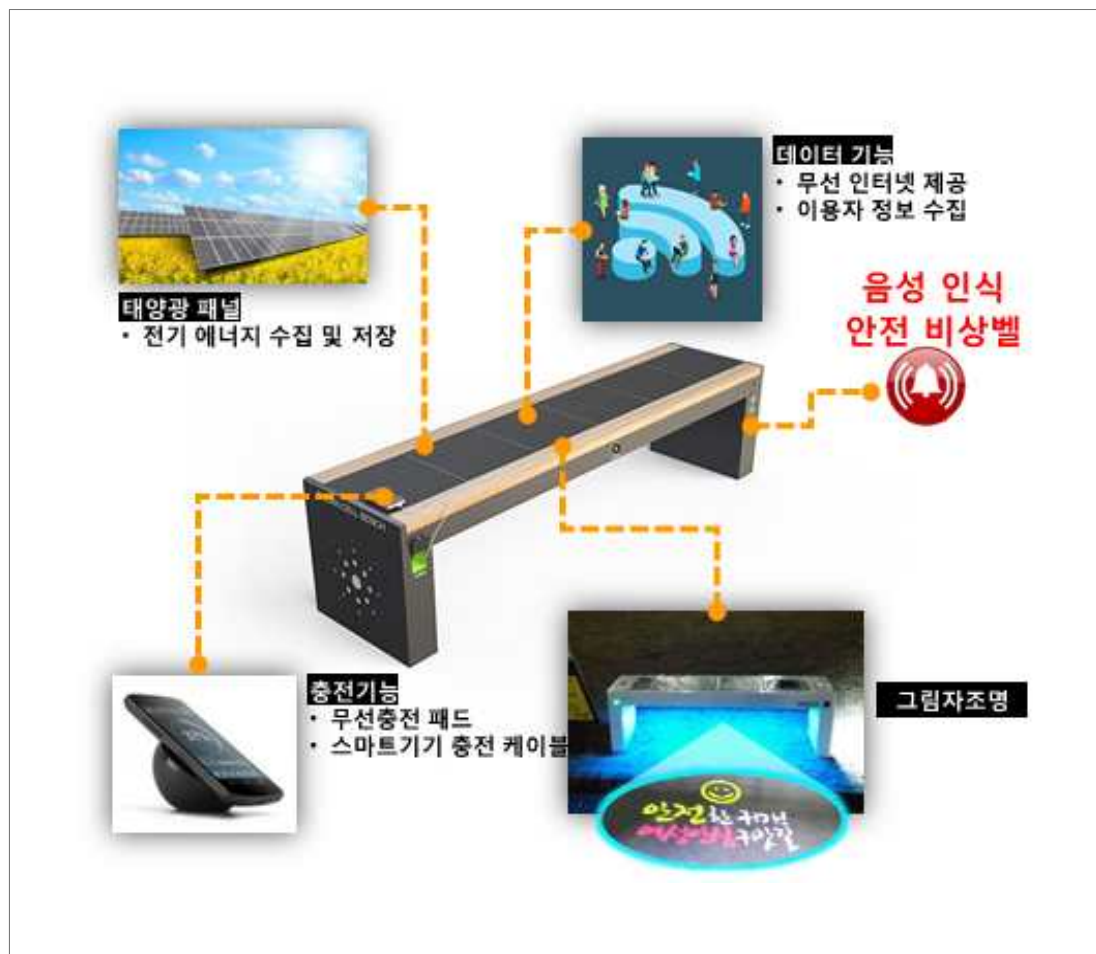 태양광 패널
• 전기 에너지 수집 및 저장
데이터 기능
• 무선 인터넷 제공
• 이용자 정보 수집
음성 인식
안전 비상벨
충전기능
• 무선충전 패드
• 스마트기기 충전 케이블
그림자조명
안전한